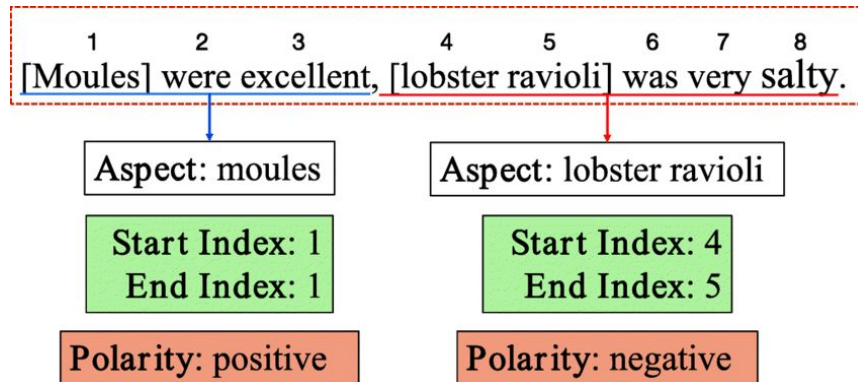 1 2 3 4 5 6 7 8
[Moules] were excellent, [lobster ravioli] was very salty.
Aspect: moules Aspect: lobster ravioli
Start Index: 1 Start Index: 4
End Index: 1 End Index: 5
Polarity: positive Polarity: negative